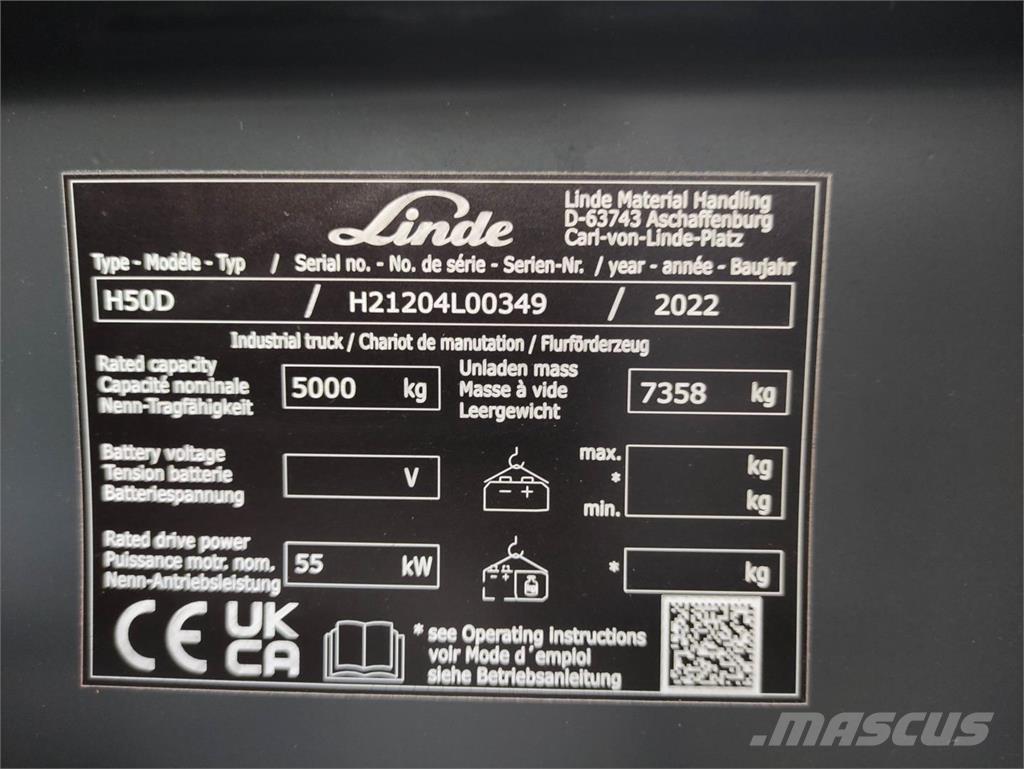 Linde
Linde Material Handling
D-63743 Aschaffenburg
Carl-von-Linde-Platz
Type - Modéle - Typ / Serial no. - No. de série - Serien-Nr. / year - année - Baujahr
H50D / H21204L00349 / 2022
Industrial truck / Chariot de manutation / Flurförderzeug
Rated capacity
Capacité nominale
Nenn-Tragfähigkeit
5000 kg
Unladen mass
Masse à vide
Leergewicht
7358 kg
Battery voltage
Tension batterie
Batteriespannung
V
max.
*
min.
kg
kg
Rated drive power
Puissance motr. nom.
Nenn-Antriebsleistung
55 kW
* kg
CE
UK
CA
* see Operating instructions
voir Mode d´emploi
siehe Betriebsanleitung
MASCUS